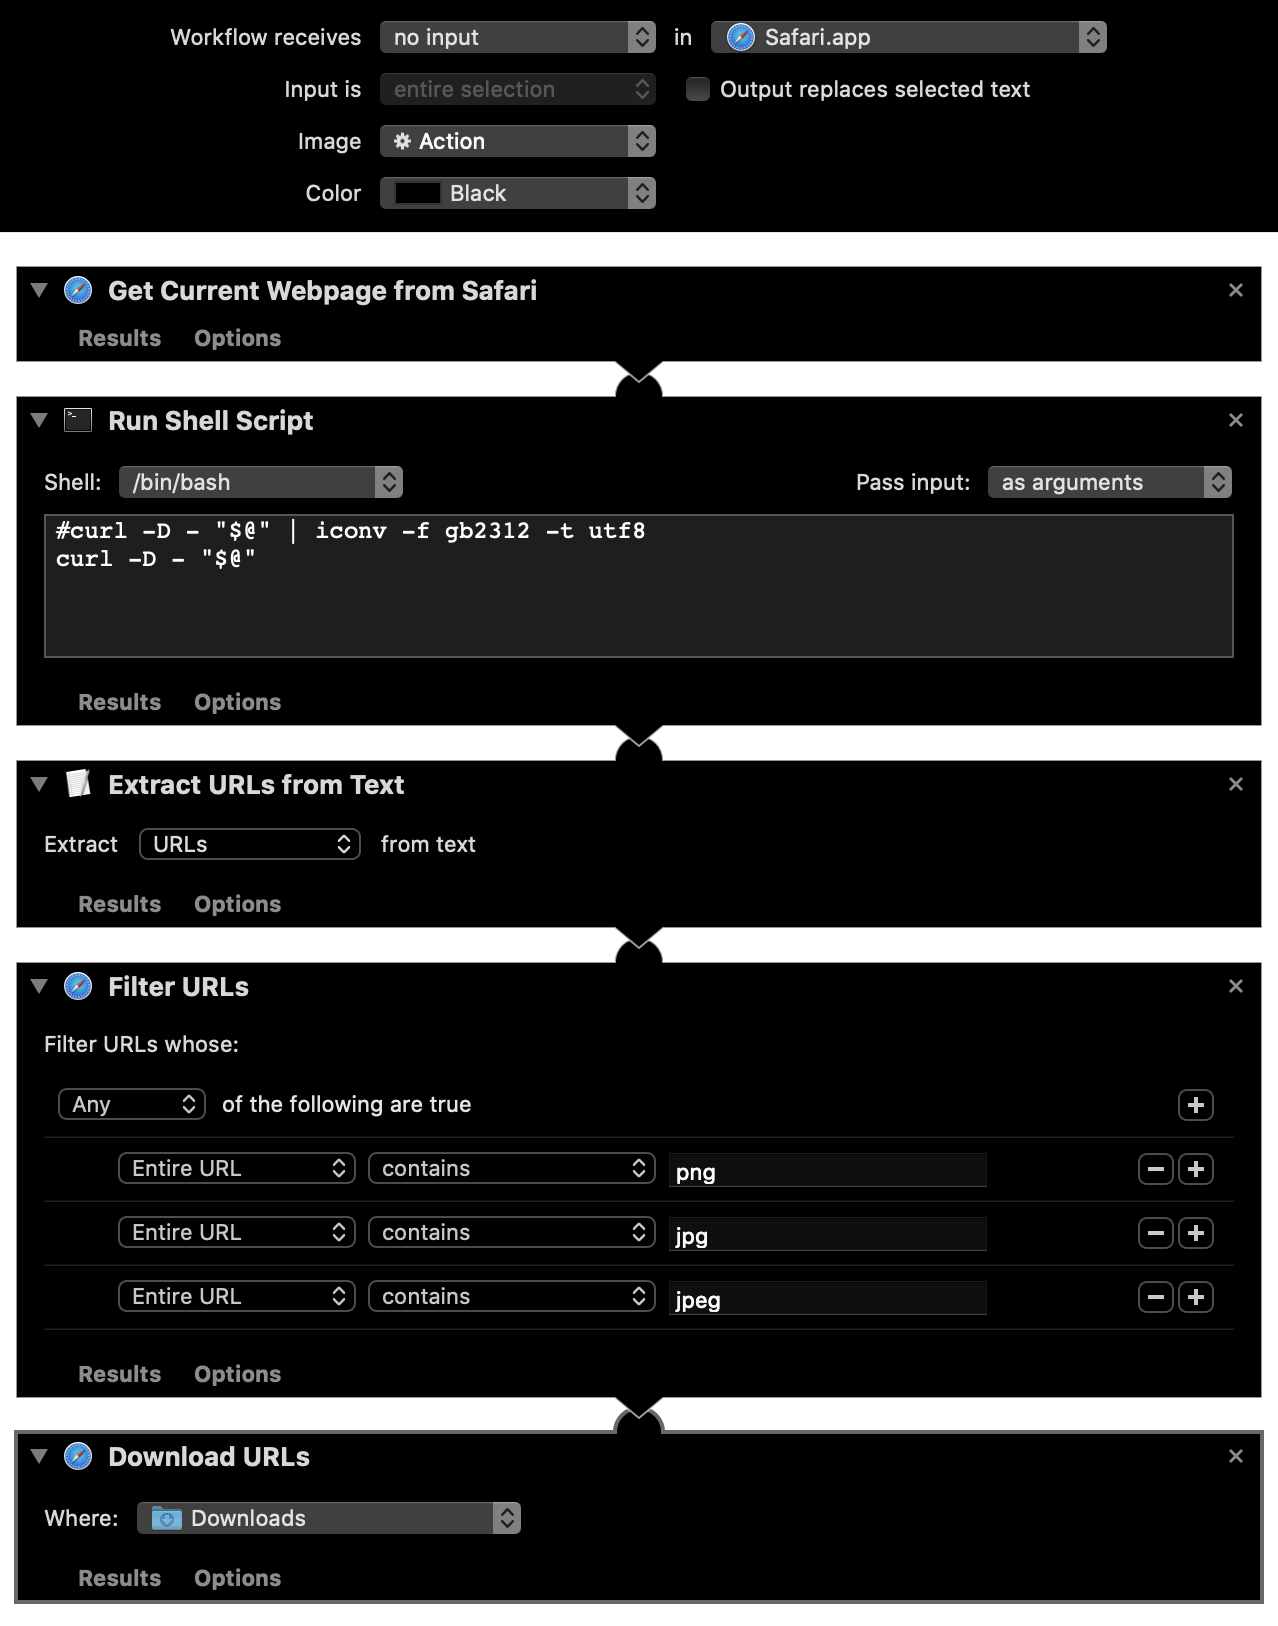 Workflow receives no input in Safari.app
Input is entire selection Output replaces selected text
Image Action
Color Black
Get Current Webpage from Safari
Results Options
Run Shell Script
Shell: /bin/bash Pass input: as arguments
#curl -D - "$@" | iconv -f gb2312 -t utf8
curl -D - "$@"
Results Options
Extract URLs from Text
Extract URLs from text
Results Options
Filter URLs
Filter URLs whose:
Any of the following are true
Entire URL contains png
Entire URL contains jpg
Entire URL contains jpeg
Results Options
Download URLs
Where: Downloads
Results Options